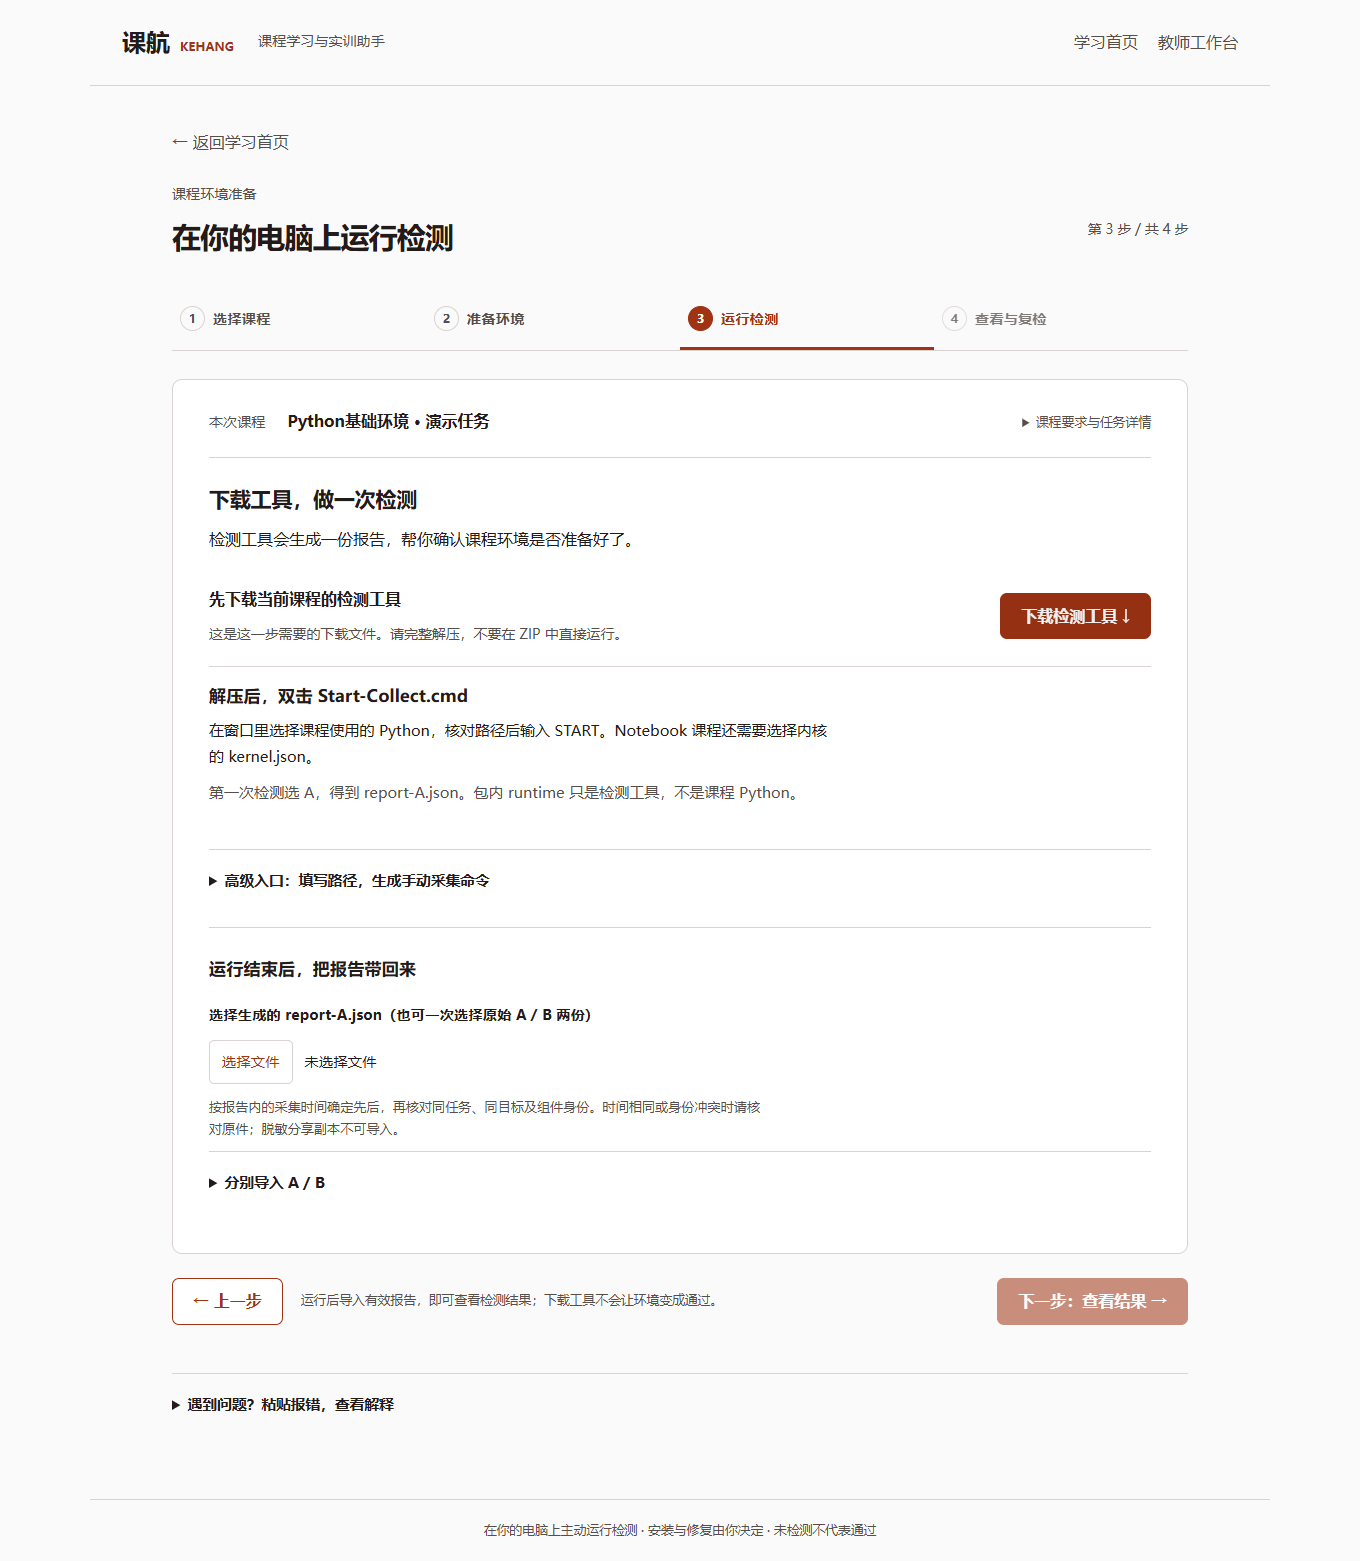 课航 KEHANG 课程学习与实训助手 学习首页 教师工作台
← 返回学习首页
课程环境准备
在你的电脑上运行检测
第 3 步 / 共 4 步
1 选择课程 2 准备环境 3 运行检测 4 查看与复检
本次课程 Python基础环境 • 演示任务 ▶ 课程要求与任务详情
下载工具，做一次检测
检测工具会生成一份报告，帮你确认课程环境是否准备好了。
先下载当前课程的检测工具
这是这一步需要的下载文件。请完整解压，不要在 ZIP 中直接运行。
下载检测工具 ↓
解压后，双击 Start-Collect.cmd
在窗口里选择课程使用的 Python，核对路径后输入 START。Notebook 课程还需要选择内核
的 kernel.json。
第一次检测选 A，得到 report-A.json。包内 runtime 只是检测工具，不是课程 Python。
▶ 高级入口：填写路径，生成手动采集命令
运行结束后，把报告带回来
选择生成的 report-A.json（也可一次选择原始 A / B 两份）
选择文件 未选择文件
按报告内的采集时间确定先后，再核对同任务、同目标及组件身份。时间相同或身份冲突时请核
对原件；脱敏分享副本不可导入。
▶ 分别导入 A / B
← 上一步 运行后导入有效报告，即可查看检测结果；下载工具不会让环境变成通过。 下一步：查看结果 →
▶ 遇到问题？粘贴报错，查看解释
在你的电脑上主动运行检测 · 安装与修复由你决定 · 未检测不代表通过